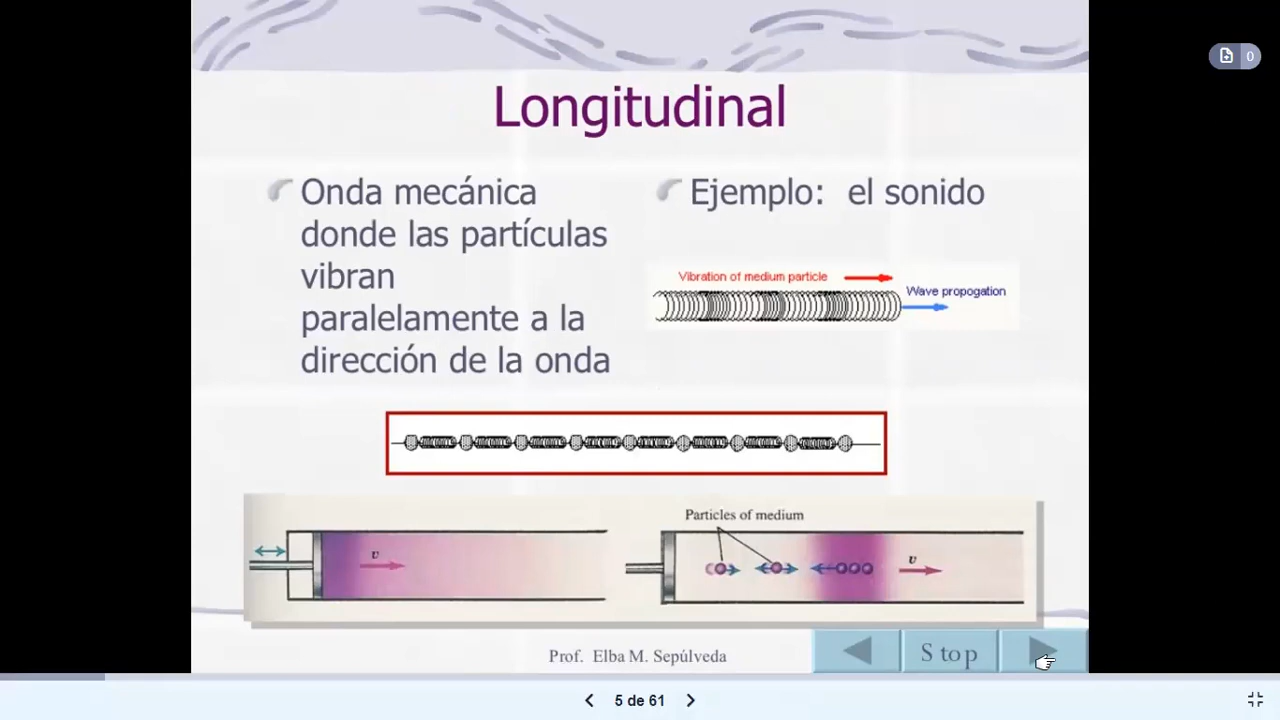 0
Longitudinal
Onda mecánica
donde las partículas
vibran
paralelamente a la
dirección de la onda
Ejemplo: el sonido
Vibration of medium particle
Wave propogation
Particles of medium
v
v
Prof. Elba M. Sepúlveda
Stop
5 de 61